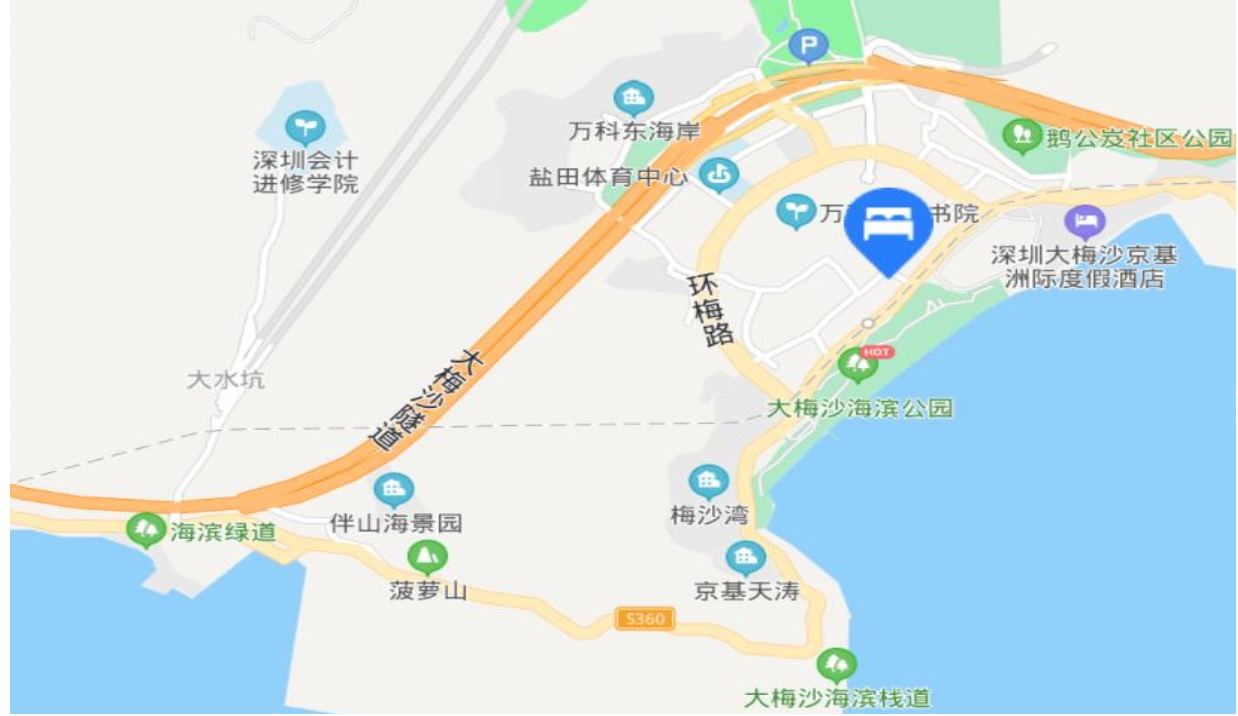 P
万科东海岸
鹅公岌社区公园
深圳会计
进修学院
盐田体育中心
万
书院
深圳大梅沙京基
洲际度假酒店
环梅路
HOT
大梅沙隧道
大水坑
大梅沙海滨公园
梅沙湾
伴山海景园
海滨绿道
京基天涛
菠萝山
S360
大梅沙海滨栈道